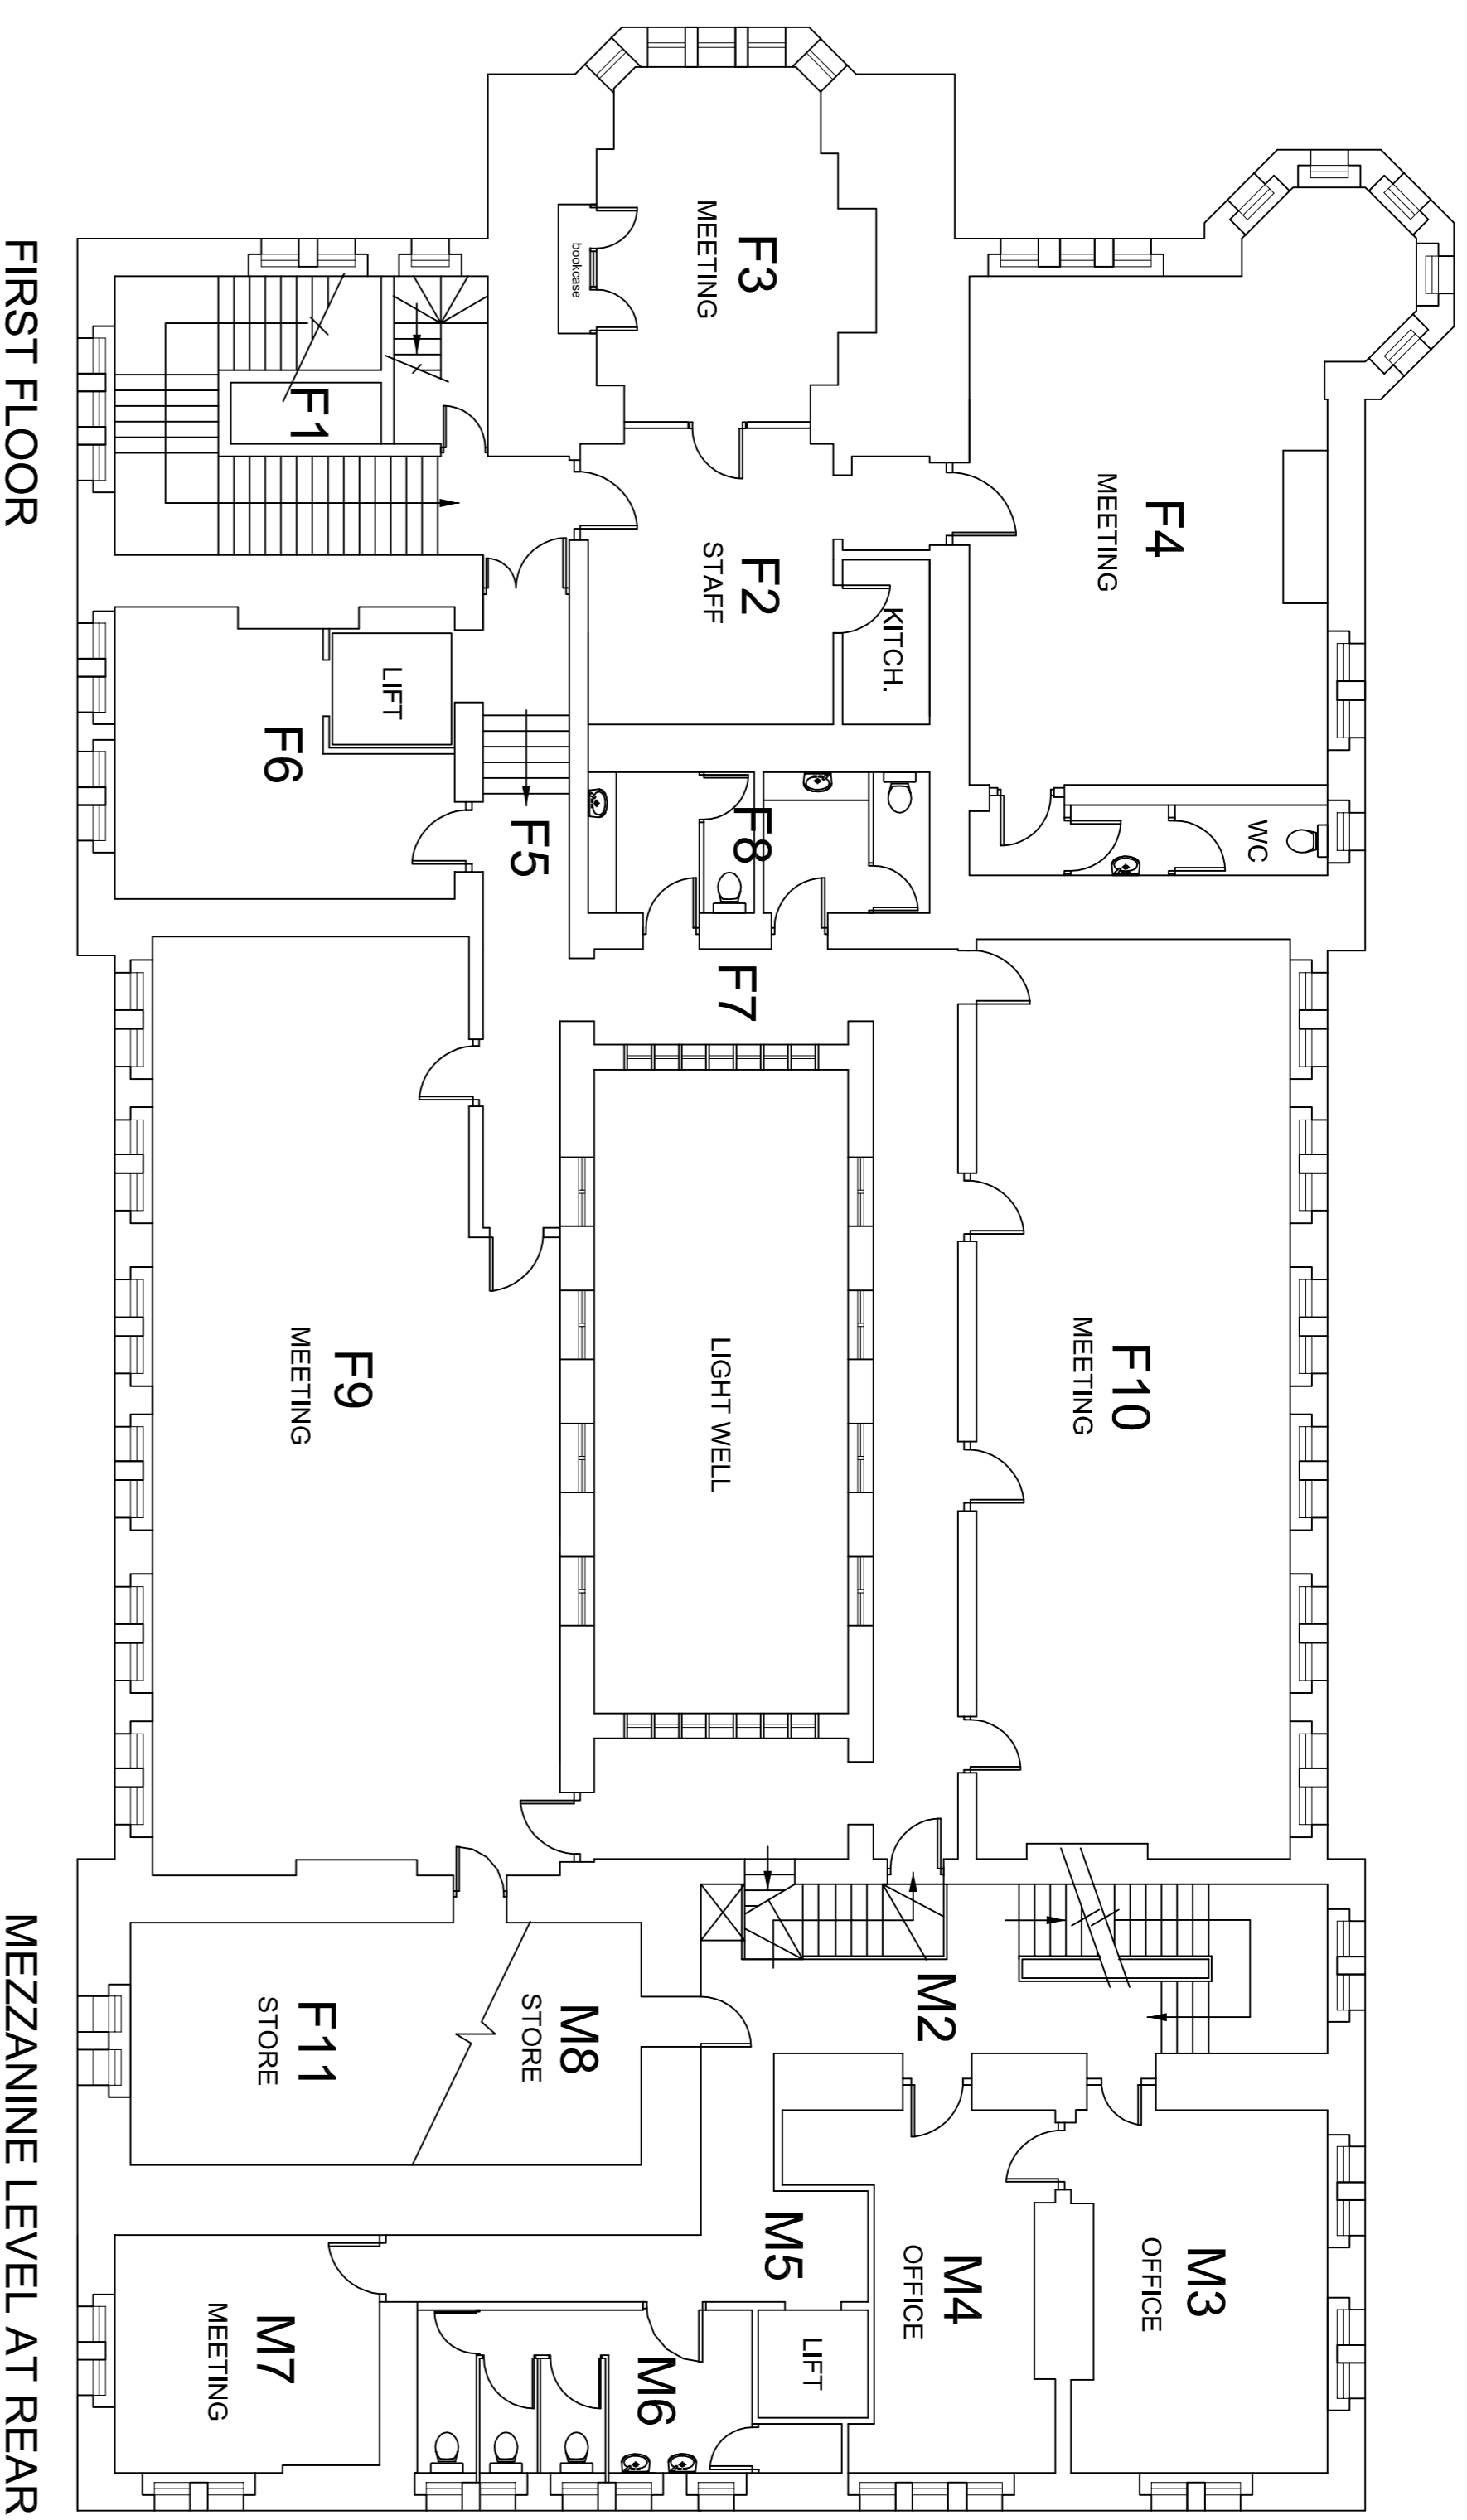 F3
MEETING
bookcase
F4
MEETING
F1
F2
STAFF
KITCH.
LIFT
F6
F5
F8
WC
F7
F9
MEETING
LIGHT WELL
F10
MEETING
M2
F11
STORE
M8
STORE
M5
M4
OFFICE
M3
OFFICE
M7
MEETING
M6
LIFT
FIRST FLOOR
MEZZANINE LEVEL AT REAR